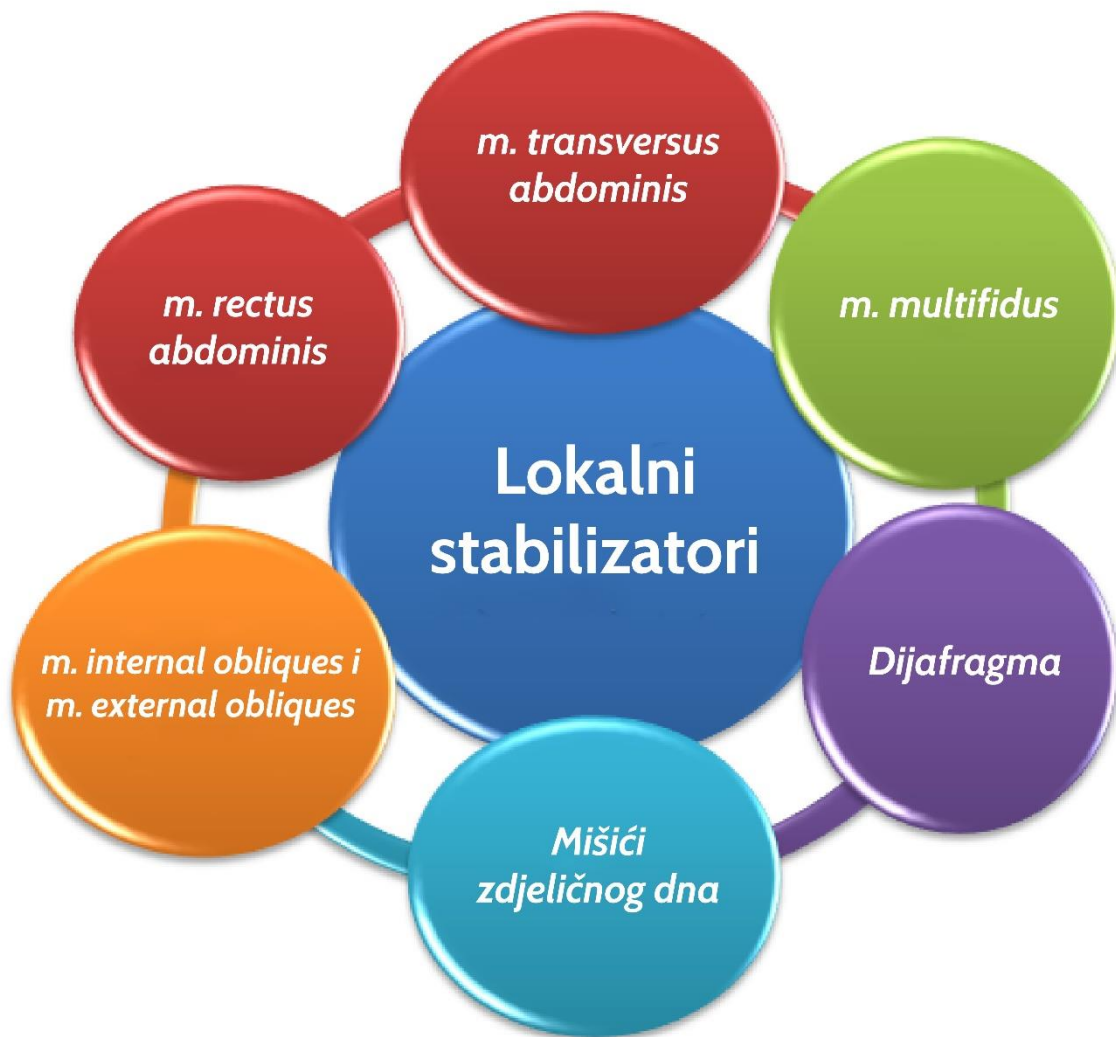 m. transversus
abdominis
m. rectus
abdominis
m. multifidus
Lokalni
stabilizatori
m. internal obliques i
m. external obliques
Dijafragma
Mišići
zdjeličnog dna